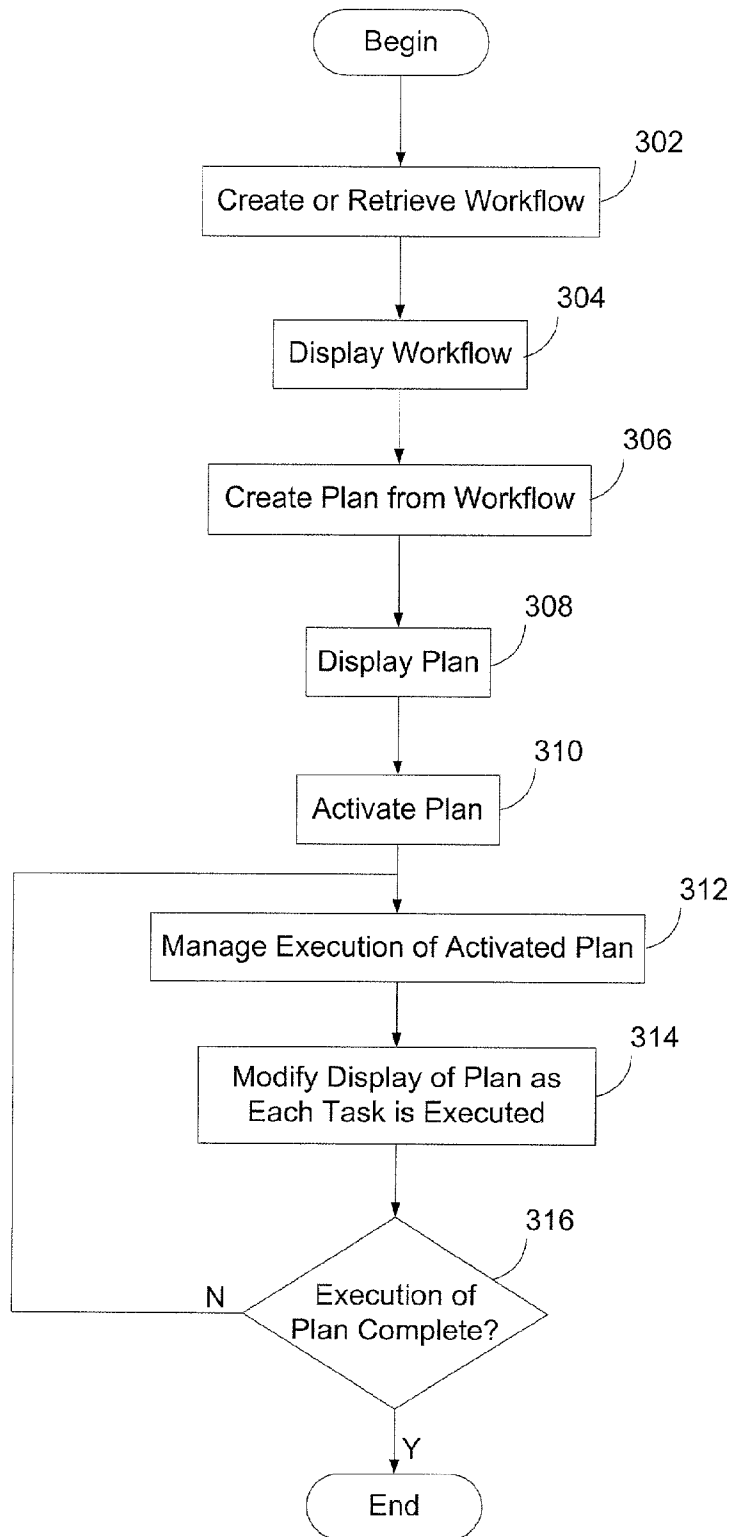 Begin
302
Create or Retrieve Workflow
304
Display Workflow
306
Create Plan from Workflow
308
Display Plan
310
Activate Plan
312
Manage Execution of Activated Plan
314
Modify Display of Plan as
Each Task is Executed
316
N
Execution of
Plan Complete?
Y
End